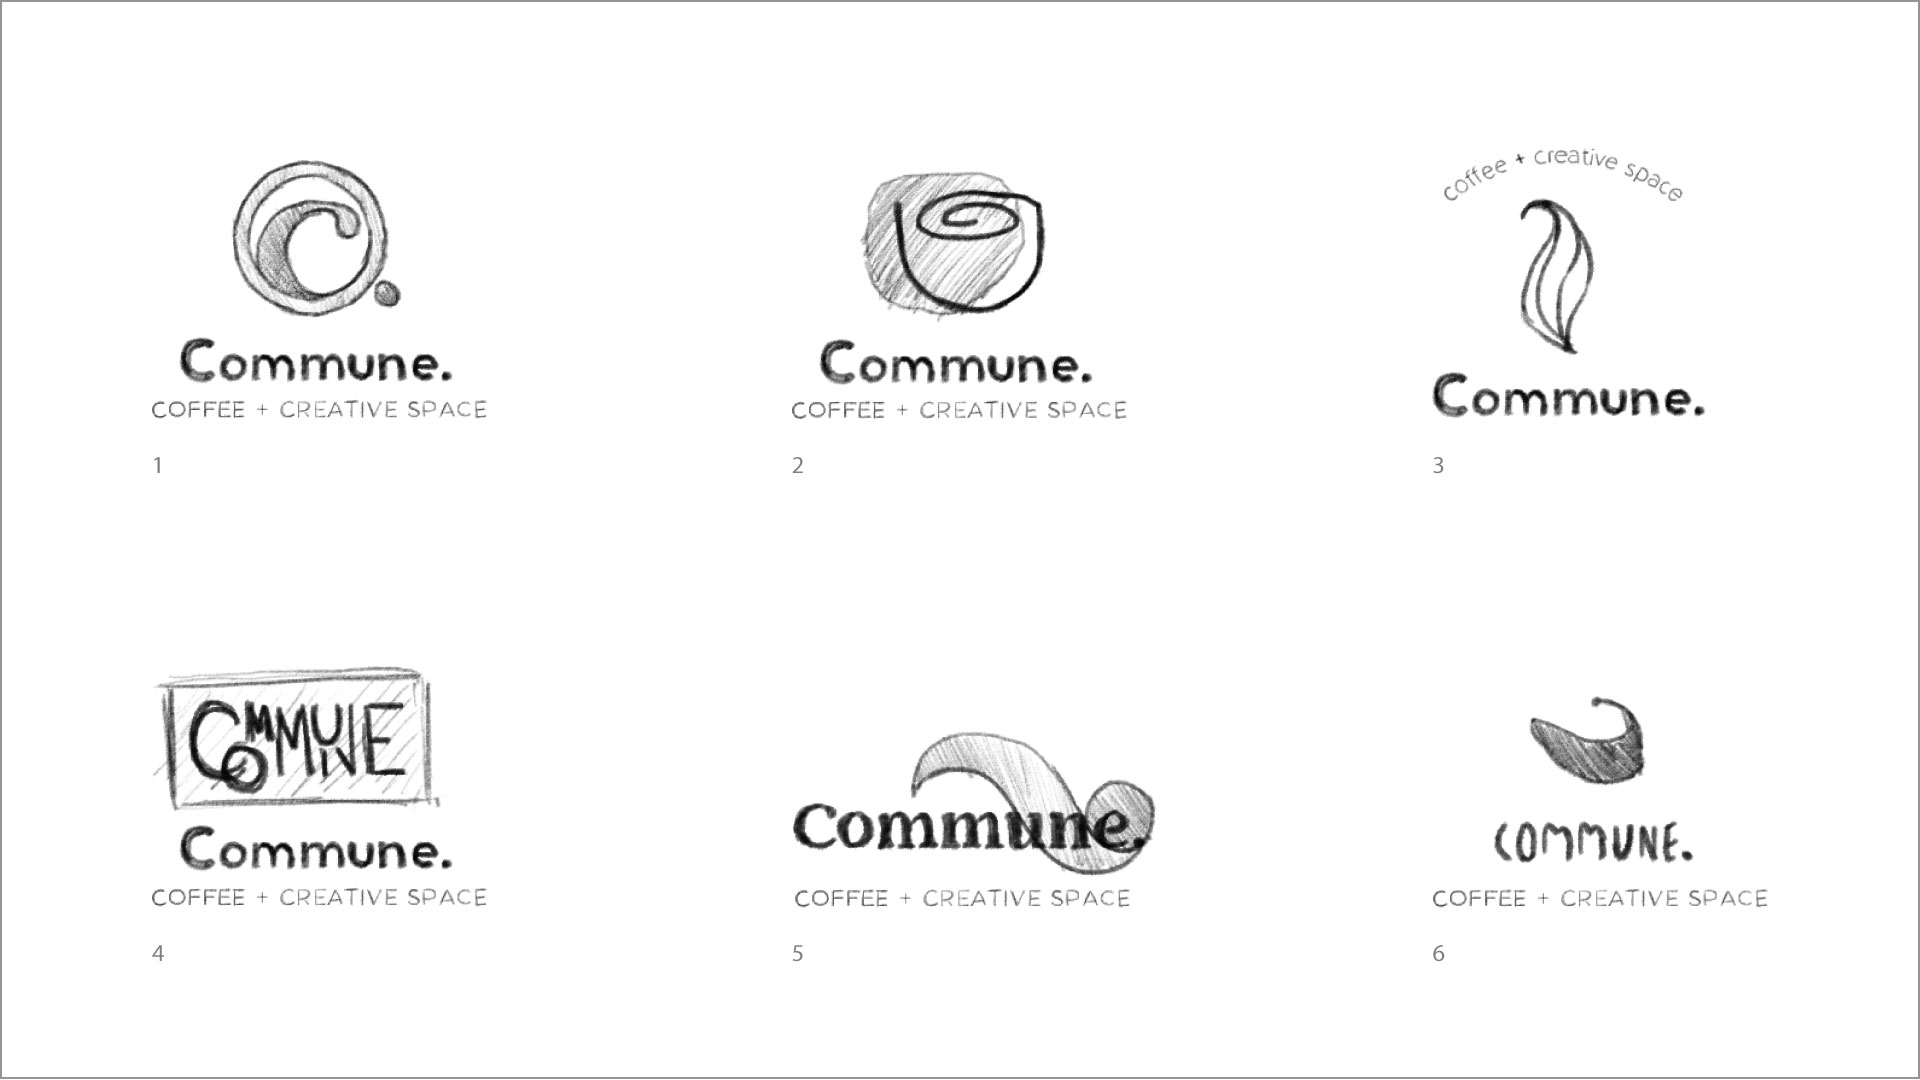 C.
Commune.
COFFEE + CREATIVE SPACE
1
Commune.
COFFEE + CREATIVE SPACE
2
coffee + creative space
Commune.
3
COMMUNE
Commune.
COFFEE + CREATIVE SPACE
4
Commune.
COFFEE + CREATIVE SPACE
5
COMMUNE.
COFFEE + CREATIVE SPACE
6